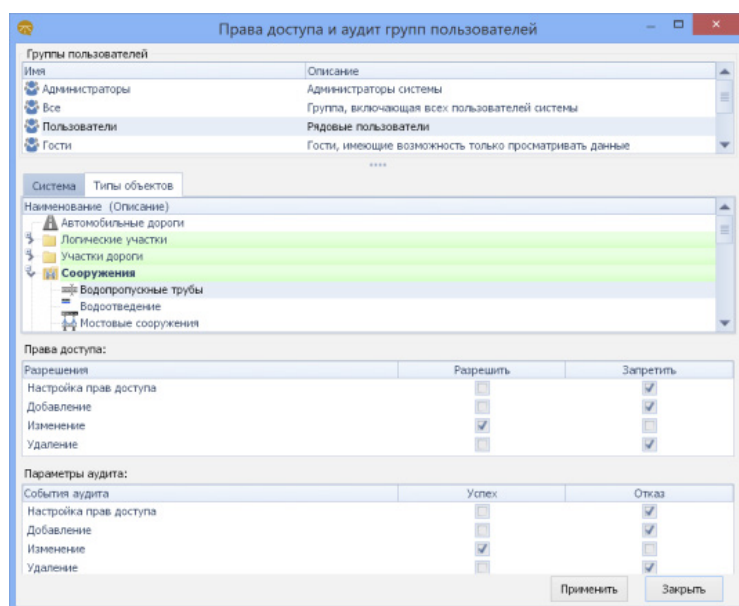 Права доступа и аудит групп пользователей
Группы пользователей
Имя Описание
Администраторы Администраторы системы
Все Группа, включающая всех пользователей системы
Пользователи Рядовые пользователи
Гости Гости, имеющие возможность только просматривать данные
Система Типы объектов
Наименование (Описание)
Автомобильные дороги
Логические участки
Участки дороги
Сооружения
Водопропускные трубы
Водоотведение
Мостовые сооружения
Права доступа:
Разрешения Разрешить Запретить
Настройка прав доступа
Добавление
Изменение
Удаление
Параметры аудита:
События аудита Успех Отказ
Настройка прав доступа
Добавление
Изменение
Удаление
Применить Закрыть